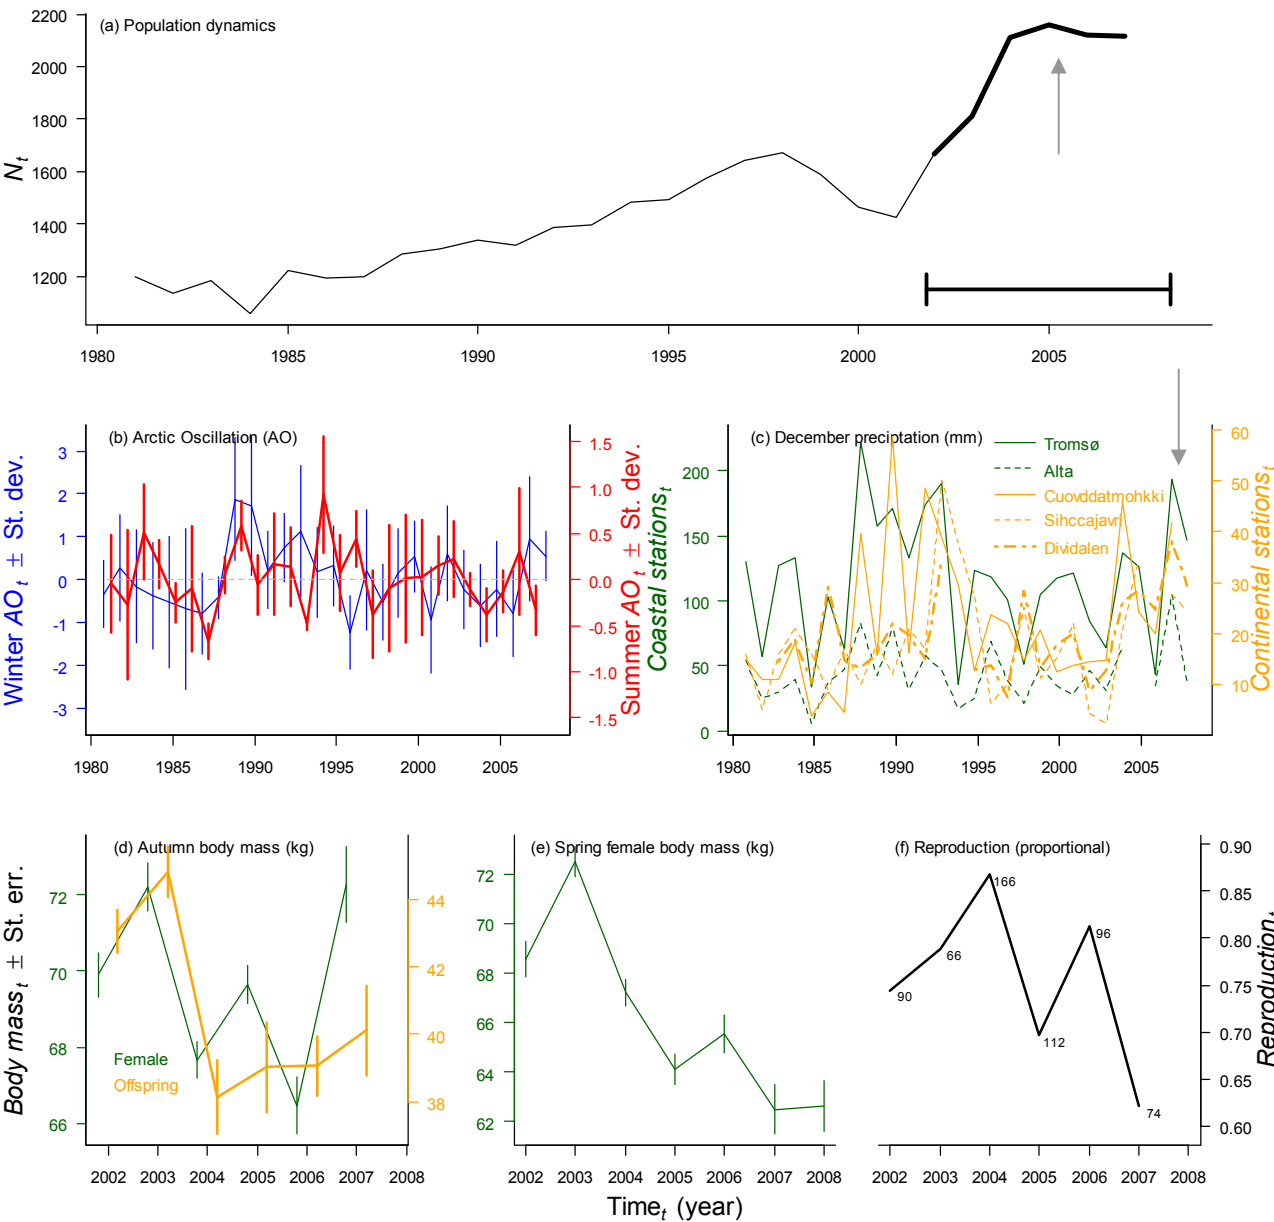 (a) Population dynamics
2200
2000
1800
1600
1400
1200
N_t
1980 1985 1990 1995 2000 2005
(b) Arctic Oscillation (AO)
3
2
1
0
-1
-2
-3
Winter AO_t ± St. dev.
1.5
1.0
0.5
0.0
-0.5
-1.0
-1.5
Summer AO_t ± St. dev.
1980 1985 1990 1995 2000 2005
(c) December preciptation (mm)
Tromsø
Alta
Cuovddatmohkki
Sihccajavri
Dividalen
200
150
100
50
0
Coastal stations_t
60
50
40
30
20
10
Continental stations_t
1980 1985 1990 1995 2000 2005
(d) Autumn body mass (kg)
72
70
68
66
Body mass_t ± St. err.
44
42
40
38
Female
Offspring
2002 2003 2004 2005 2006 2007 2008
(e) Spring female body mass (kg)
72
70
68
66
64
62
2002 2003 2004 2005 2006 2007 2008
(f) Reproduction (proportional)
90
66
166
112
96
74
0.90
0.85
0.80
0.75
0.70
0.65
0.60
Reproduction_t
2002 2003 2004 2005 2006 2007 2008
Time_t (year)